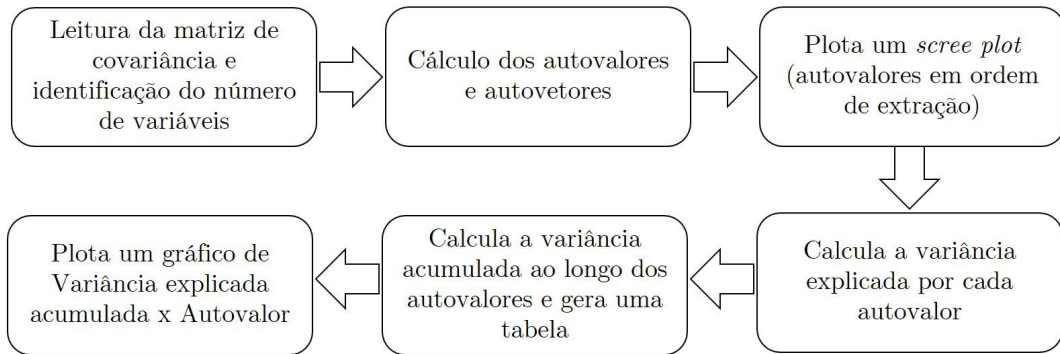 Leitura da matriz de
covariância e
identificação do número
de variáveis
Cálculo dos autovalores
e autovetores
Plota um scree plot
(autovalores em ordem
de extração)
Calcula a variância
explicada por cada
autovalor
Calcula a variância
acumulada ao longo dos
autovalores e gera uma
tabela
Plota um gráfico de
Variância explicada
acumulada x Autovalor